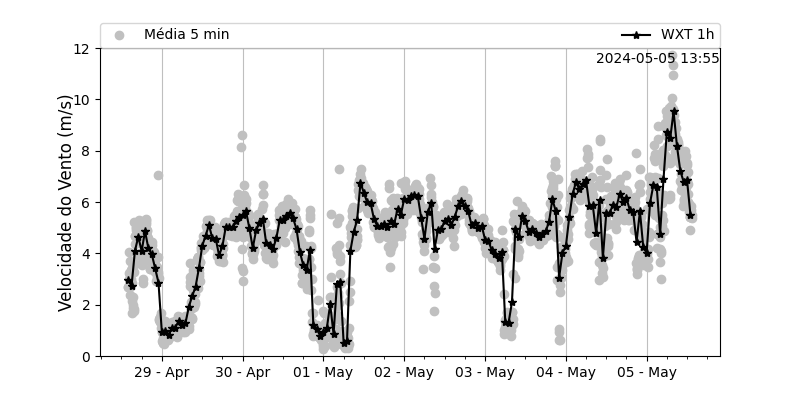 Média 5 min
WXT 1h
2024-05-05 13:55
Velocidade do Vento (m/s)
12
10
8
6
4
2
0
29 - Apr
30 - Apr
01 - May
02 - May
03 - May
04 - May
05 - May